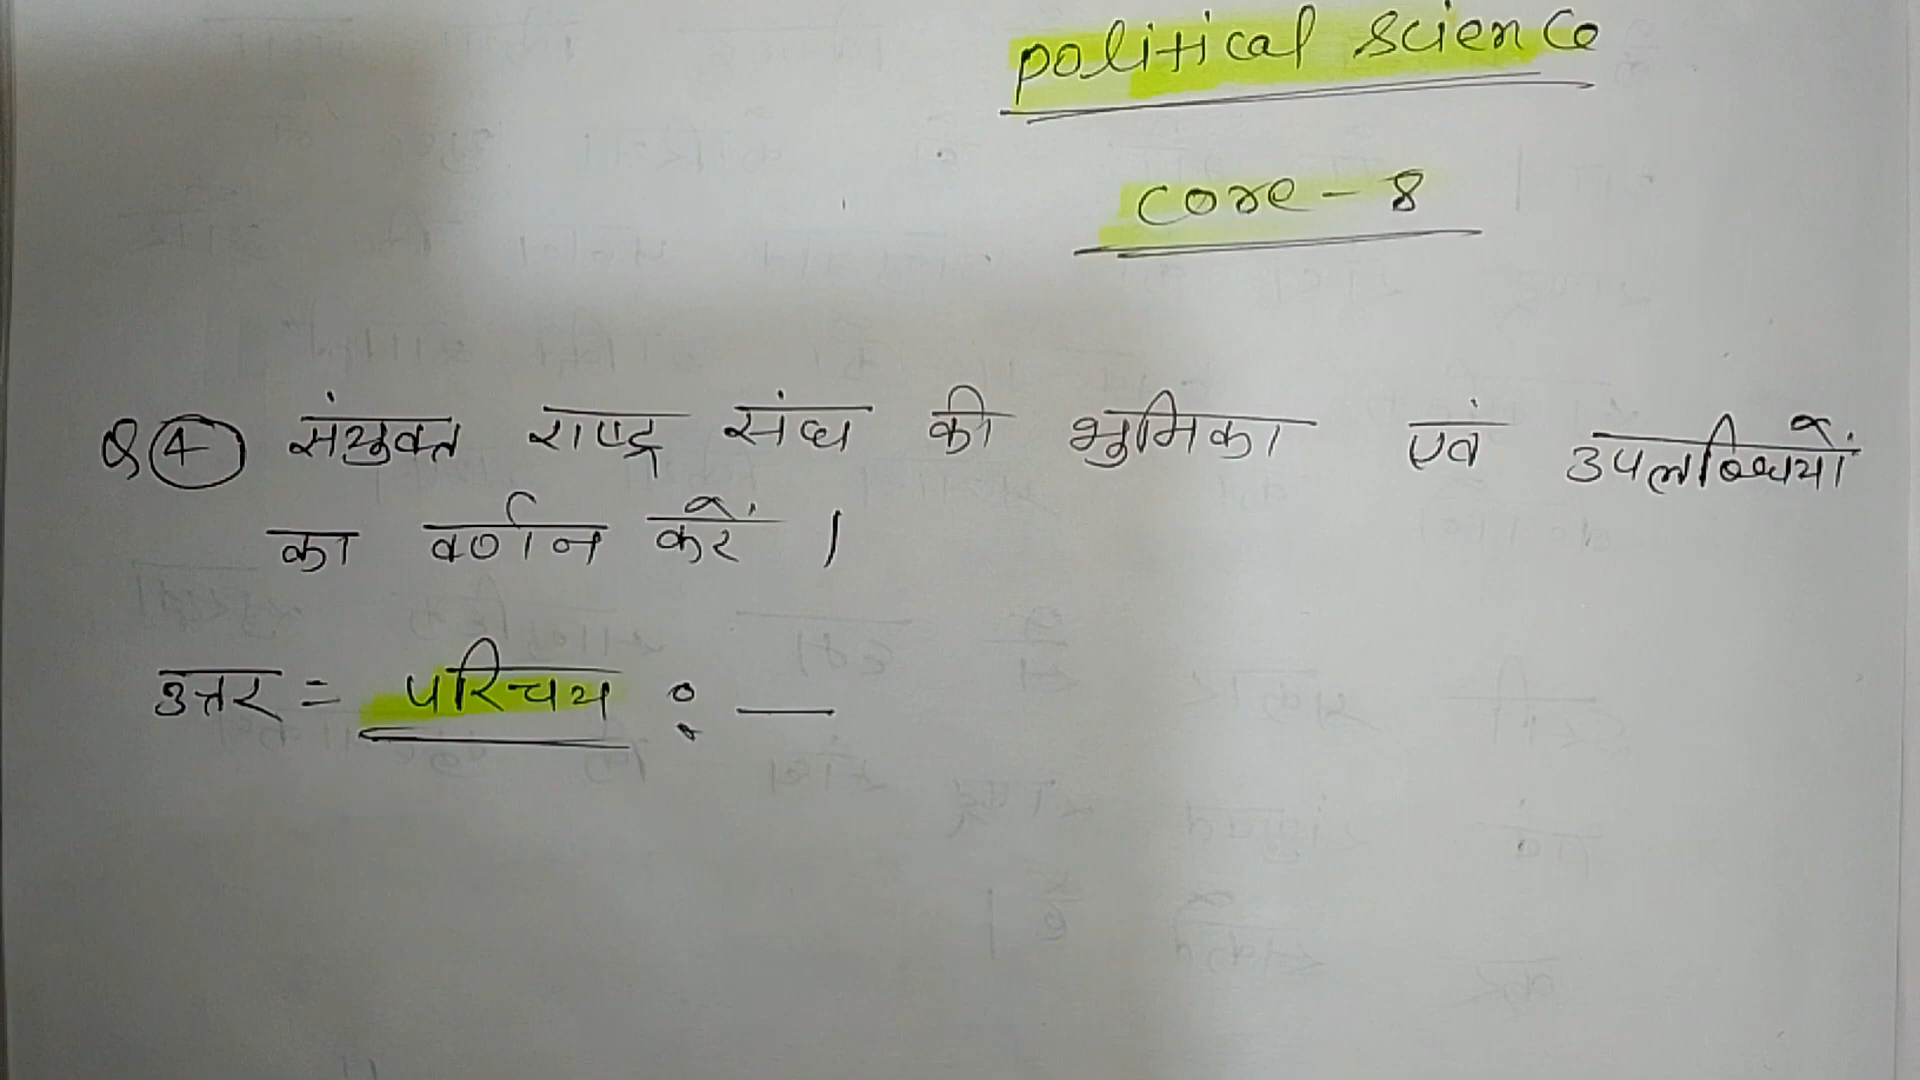 political science
core - 8
Q④ संयुक्त राष्ट्र संघ की भूमिका एवं उपलब्धियों
का वर्णन करें ।
उत्तर = परिचय : —